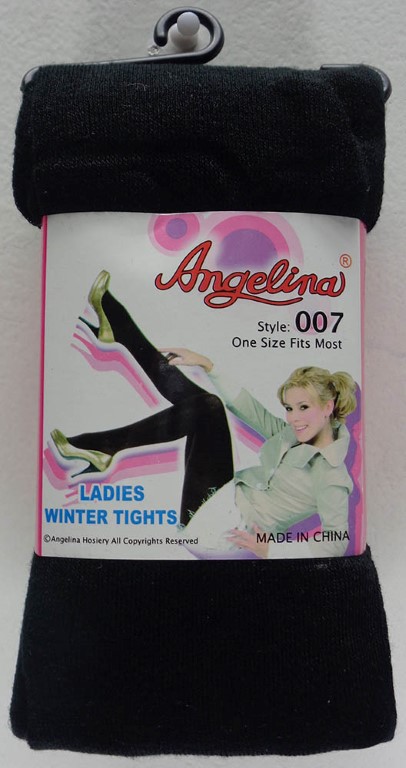 Angelina®
Style: 007
One Size Fits Most
LADIES
WINTER TIGHTS
©Angelina Hosiery All Copyrights Reserved
MADE IN CHINA